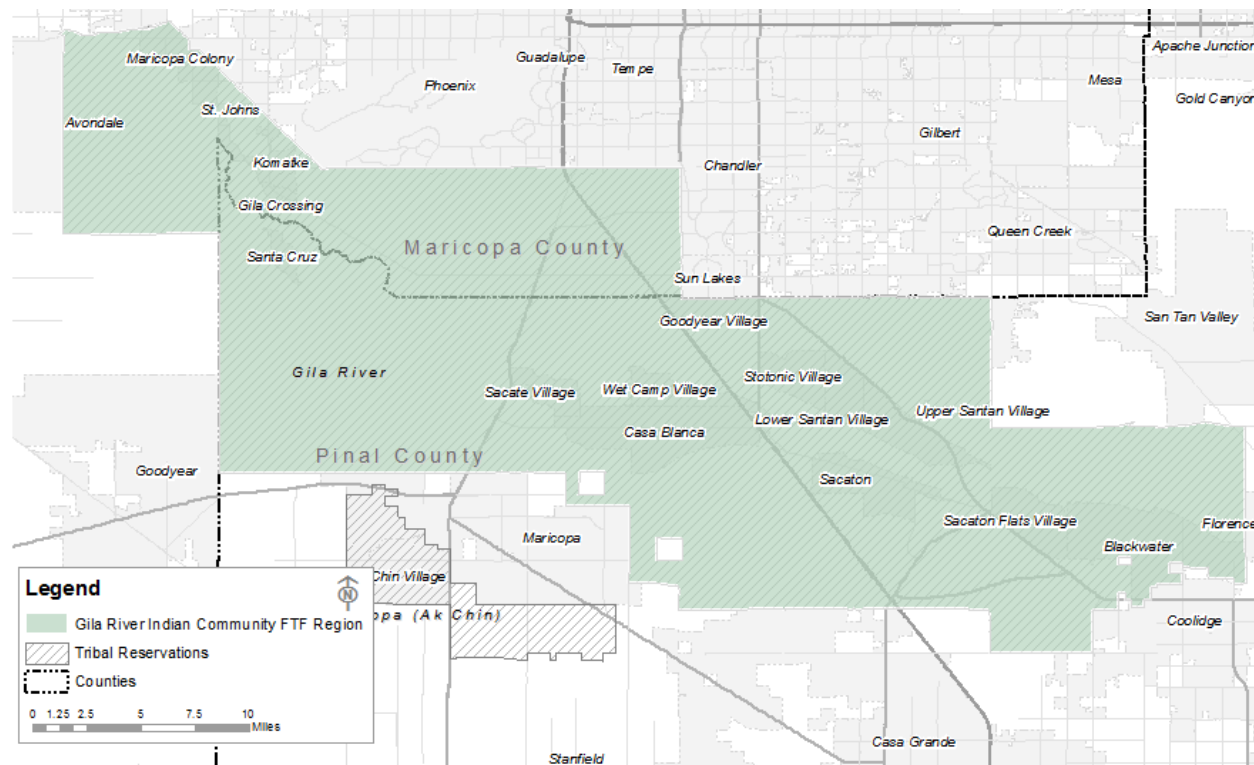 Apache Junction
Maricopa Colony
Guadalupe
Tempe
Mesa
Phoenix
Gold Canyon
St. Johns
Avondale
Gilbert
Komatke
Chandler
Gila Crossing
Queen Creek
Maricopa County
Santa Cruz
Sun Lakes
San Tan Valley
Goodyear Village
Gila River
Stotonic Village
Sacate Village
Wet Camp Village
Upper Santan Village
Lower Santan Village
Casa Blanca
Pinal County
Goodyear
Sacaton
Sacaton Flats Village
Florence
Maricopa
Blackwater
Chin Village
opa (Ak Chin)
Coolidge
Casa Grande
Stanfield
Legend
N
Gila River Indian Community FTF Region
Tribal Reservations
Counties
0 1.25 2.5 5 7.5 10
Miles